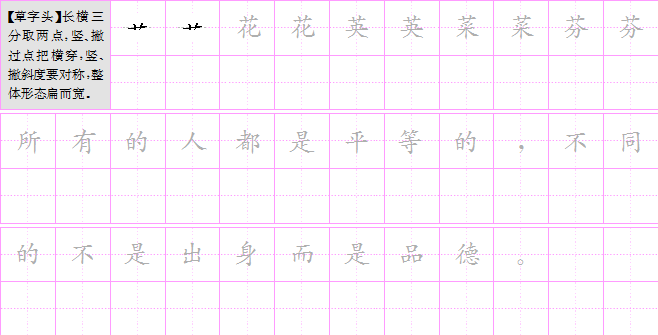 【草字头】长横三
分取两点,竖、撇
过点把横穿;竖、
撇斜度要对称;整
体形态扁而宽。
艹艹花花英英菜菜芬芬
所有的人都是平等的，不同
的不是出身而是品德。